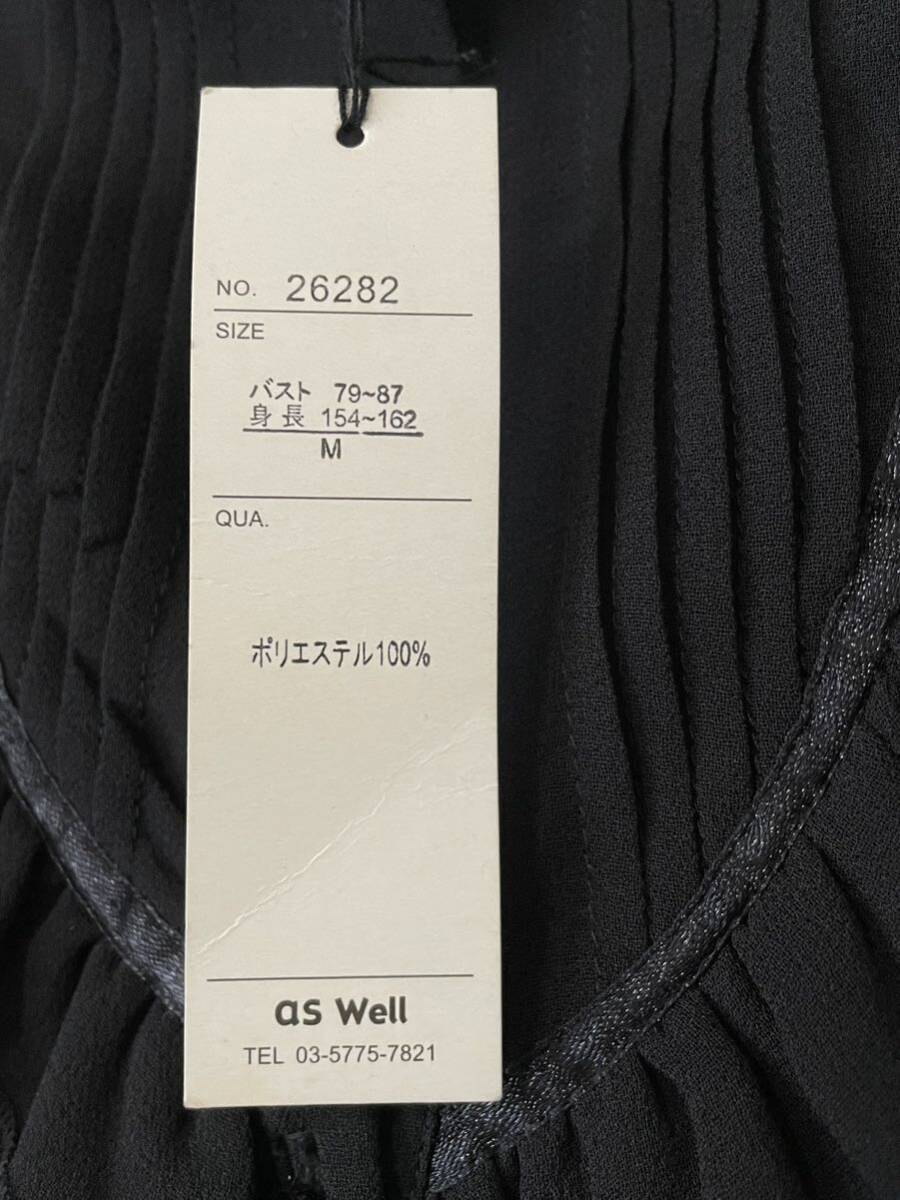 NO. 26282
SIZE
バスト 79~87
身長 154~162
M
QUA.
ポリエステル100%
as Well
TEL 03-5775-7821